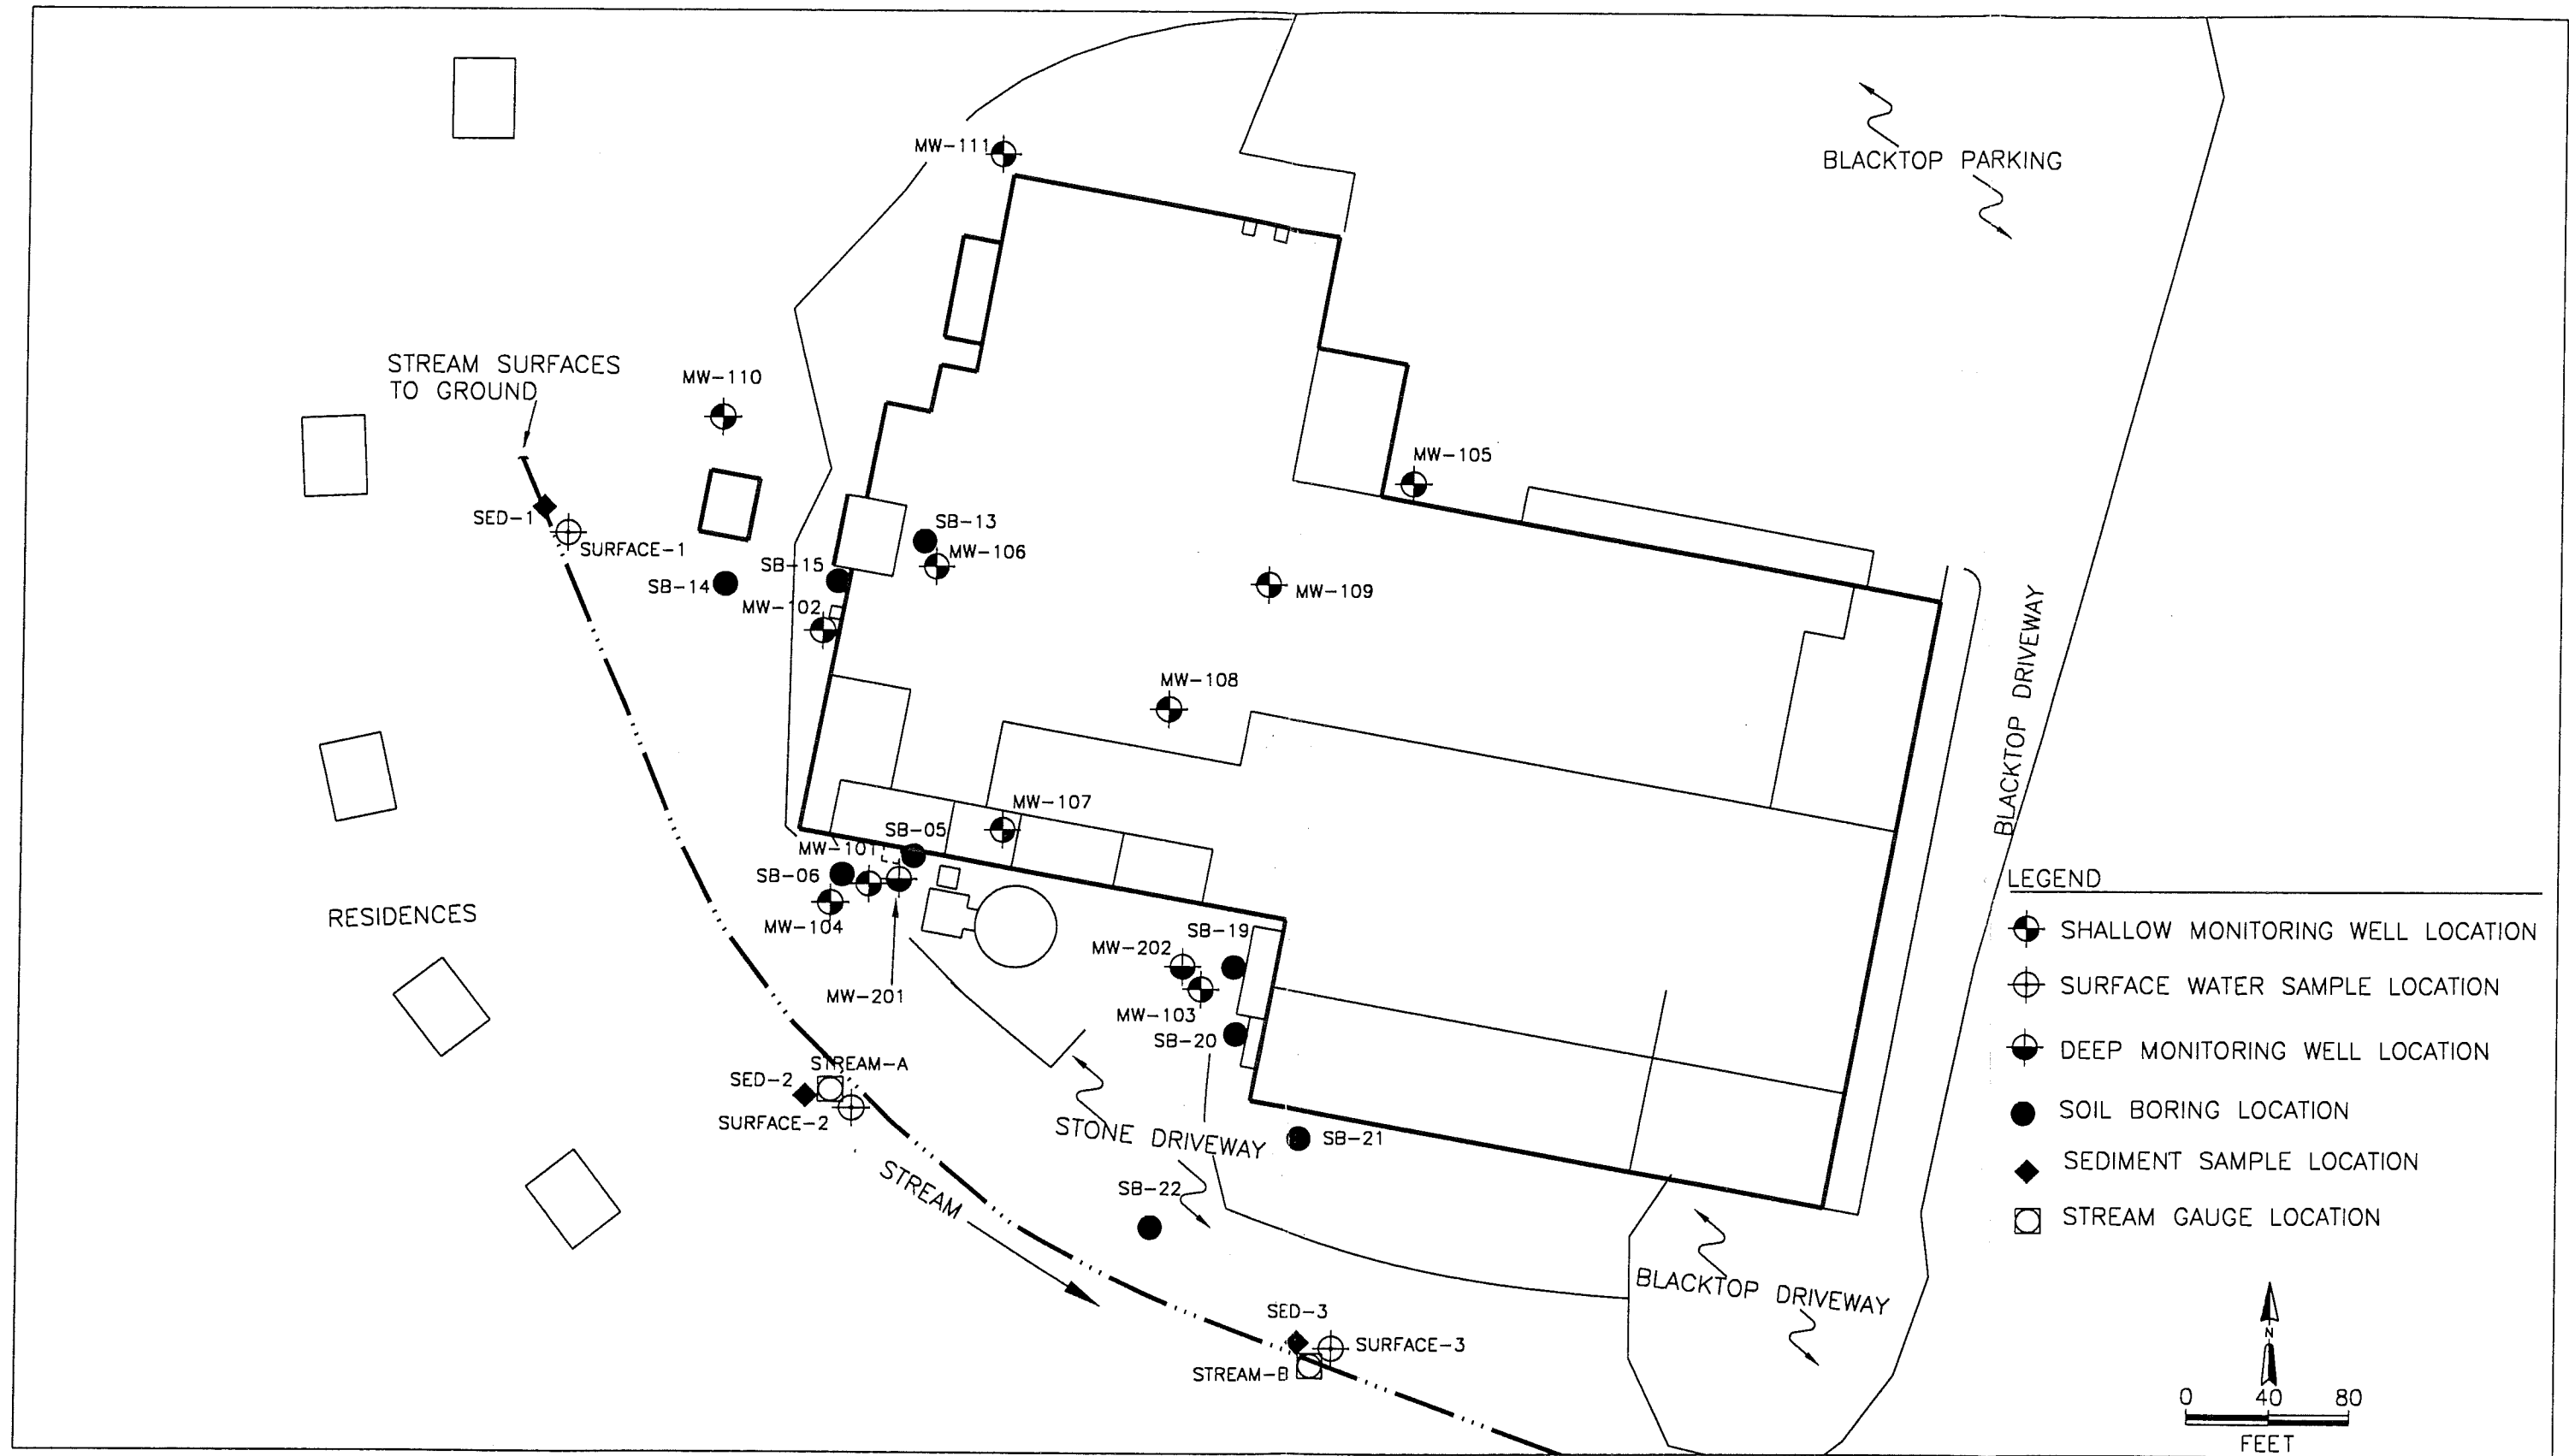 MW-111
BLACKTOP PARKING
STREAM SURFACES
TO GROUND
MW-110
MW-105
SED-1
SURFACE-1
SB-13
MW-106
SB-15
SB-14
MW-102
MW-109
BLACKTOP DRIVEWAY
MW-108
MW-107
SB-05
MW-101
SB-06
MW-104
RESIDENCES
MW-201
SB-19
MW-202
MW-103
SB-20
STREAM-A
SED-2
SURFACE-2
STONE DRIVEWAY
SB-21
STREAM
SB-22
BLACKTOP DRIVEWAY
SED-3
SURFACE-3
STREAM-B
LEGEND
SHALLOW MONITORING WELL LOCATION
SURFACE WATER SAMPLE LOCATION
DEEP MONITORING WELL LOCATION
SOIL BORING LOCATION
SEDIMENT SAMPLE LOCATION
STREAM GAUGE LOCATION
N
0 40 80
FEET